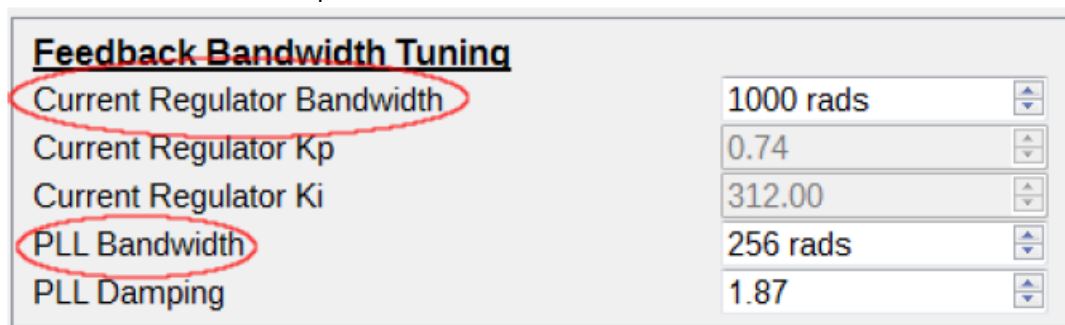 Feedback Bandwidth Tuning
Current Regulator Bandwidth 1000 rads
Current Regulator Kp 0.74
Current Regulator Ki 312.00
PLL Bandwidth 256 rads
PLL Damping 1.87